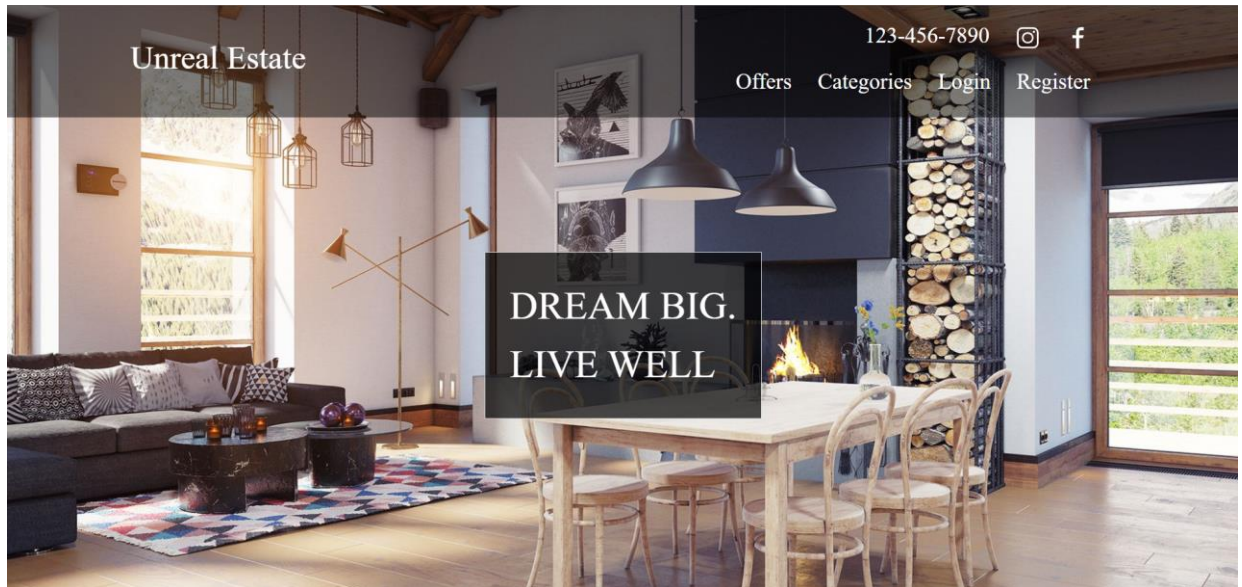 Unreal Estate
123-456-7890
Offers Categories Login Register
DREAM BIG.
LIVE WELL